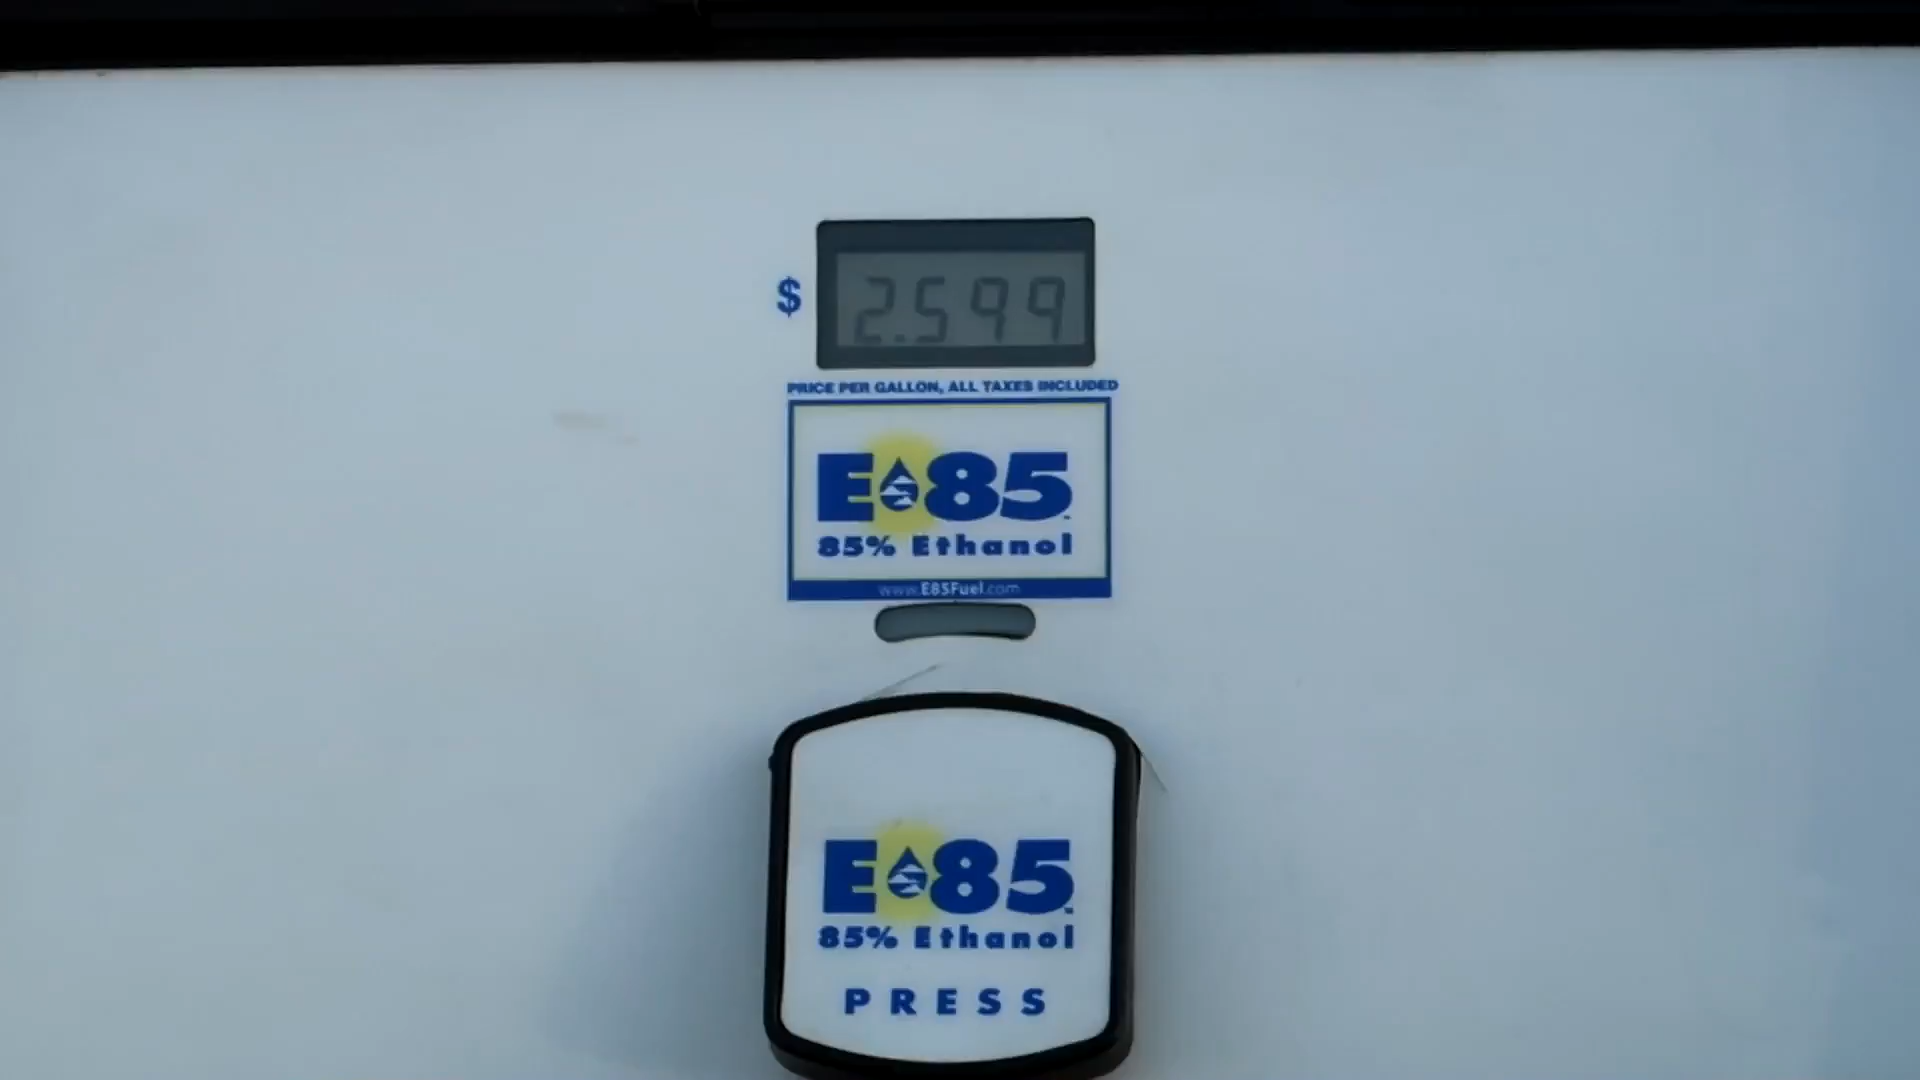 $ 2.599
PRICE PER GALLON, ALL TAXES INCLUDED
E85
85% Ethanol
www.E85Fuel.com
E85
85% Ethanol
PRESS